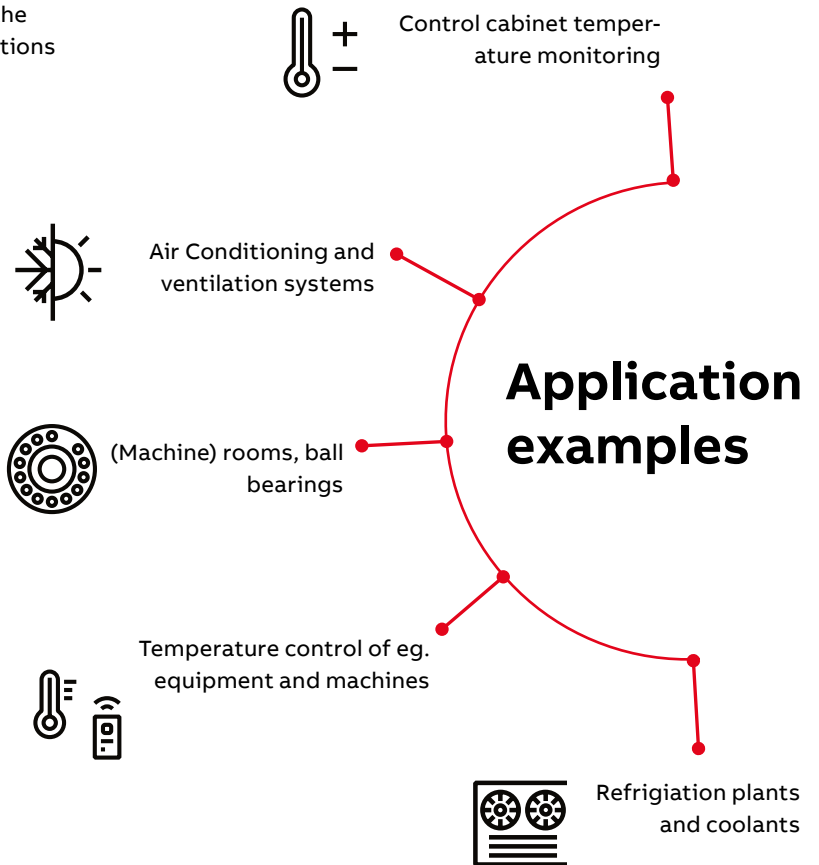 he
tions
Control cabinet temper-
ature monitoring
Air Conditioning and
ventilation systems
Application
examples
(Machine) rooms, ball
bearings
Temperature control of eg.
equipment and machines
Refrigiation plants
and coolants